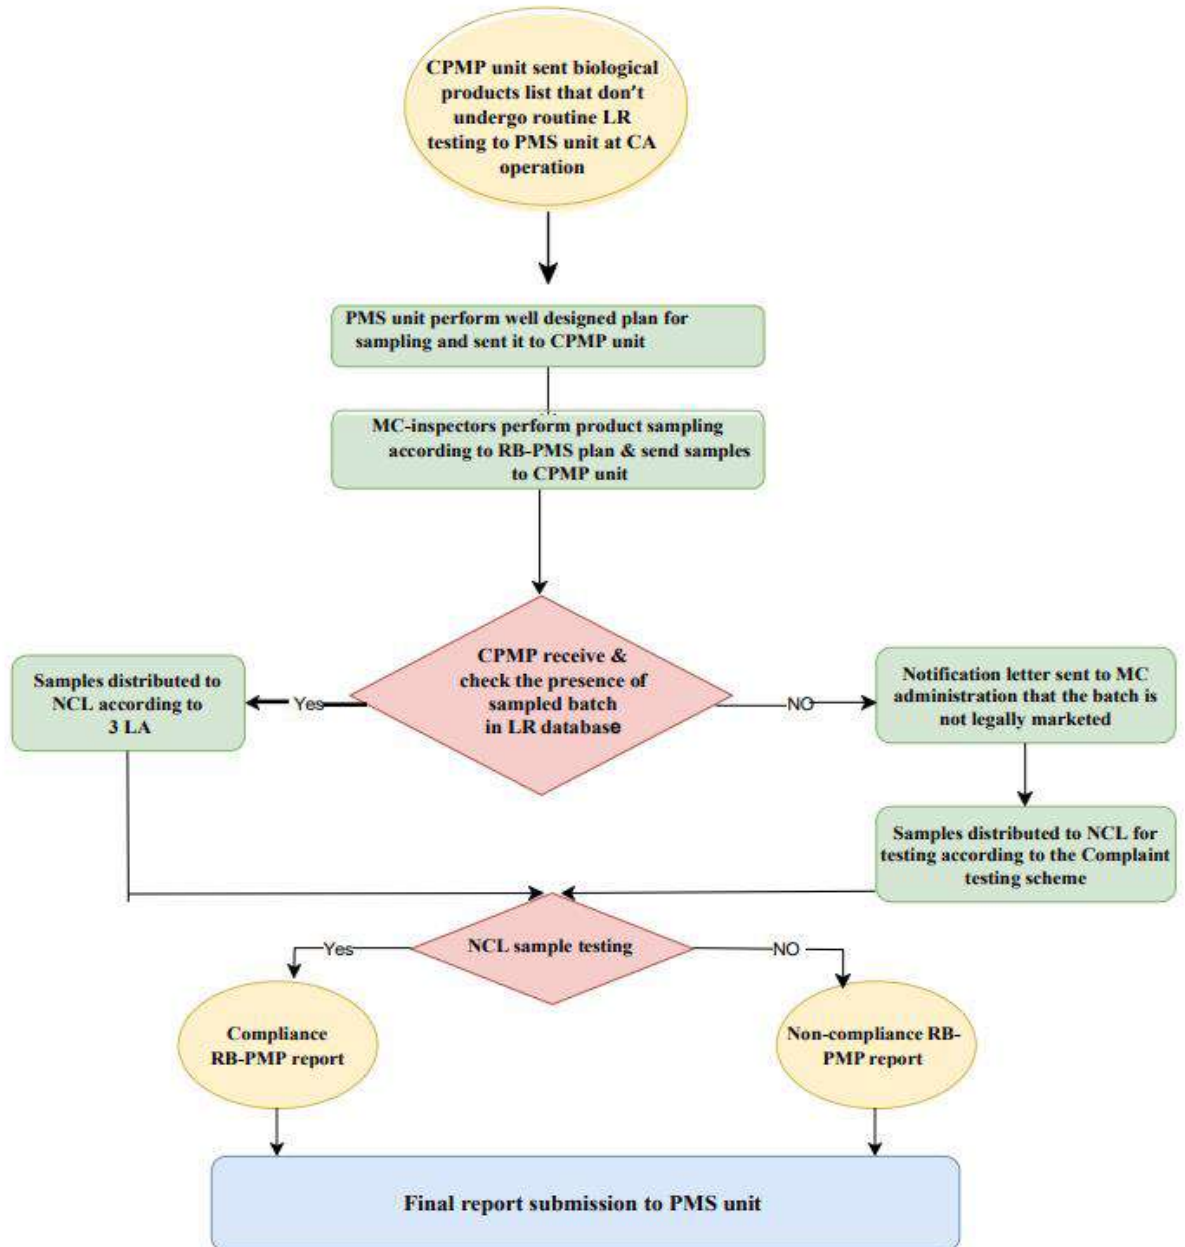 CPMP unit sent biological
products list that don't
undergo routine LR
testing to PMS unit at CA
operation
PMS unit perform well designed plan for
sampling and sent it to CPMP unit
MC-inspectors perform product sampling
according to RB-PMS plan & send samples
to CPMP unit
CPMP receive &
check the presence of
sampled batch
in LR database
Yes
NO
Samples distributed to
NCL according to
3 LA
Notification letter sent to MC
administration that the batch is
not legally marketed
Samples distributed to NCL for
testing according to the Complaint
testing scheme
NCL sample testing
Yes
NO
Compliance
RB-PMP report
Non-compliance RB-
PMP report
Final report submission to PMS unit